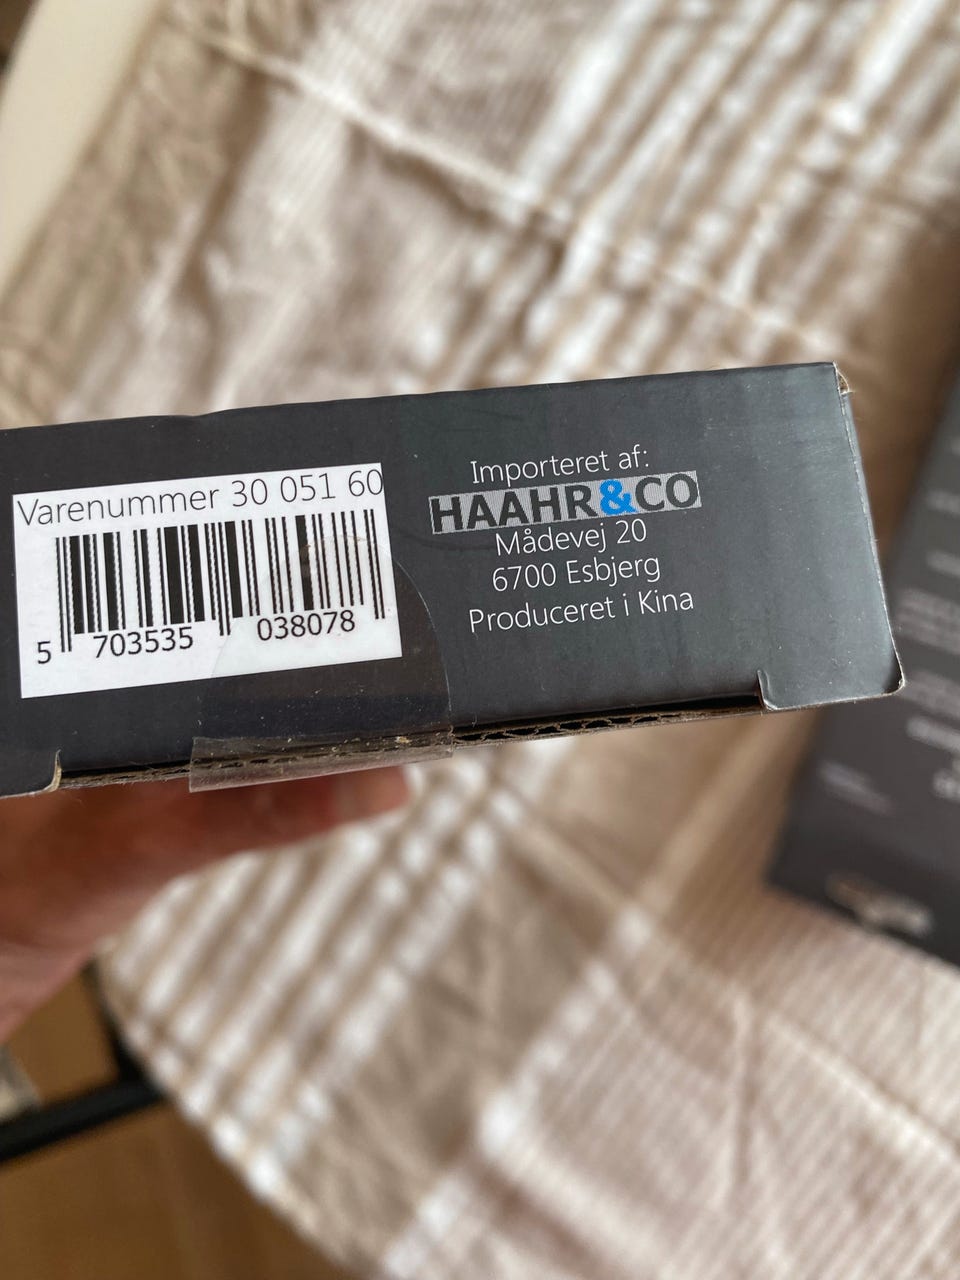 Varenummer 30 051 60
5 703535 038078
Importeret af:
HAAHR&CO
Mådevej 20
6700 Esbjerg
Produceret i Kina